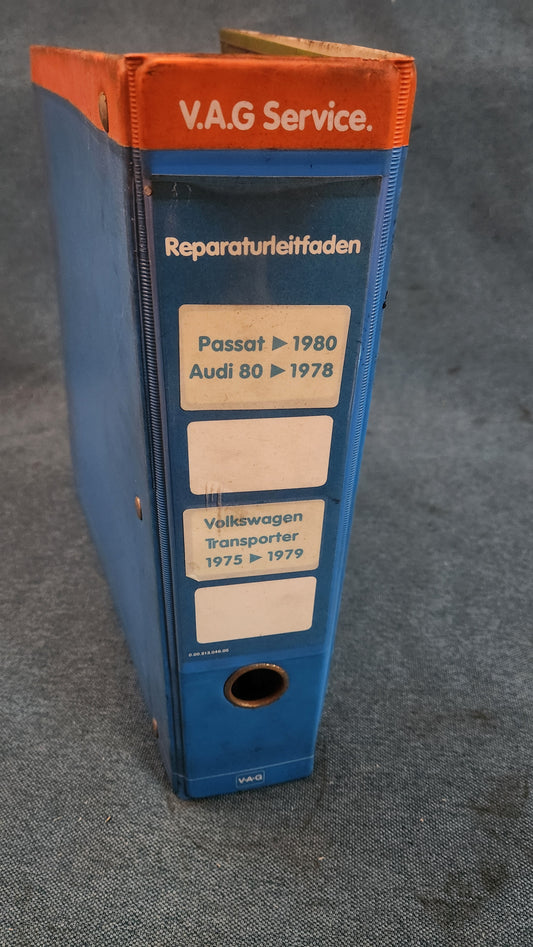 V.A.G Service.
Reparaturleitfaden
Passat ▶ 1980
Audi 80 ▶ 1978
Volkswagen
Transporter
1975 ▶ 1979
V·A·G